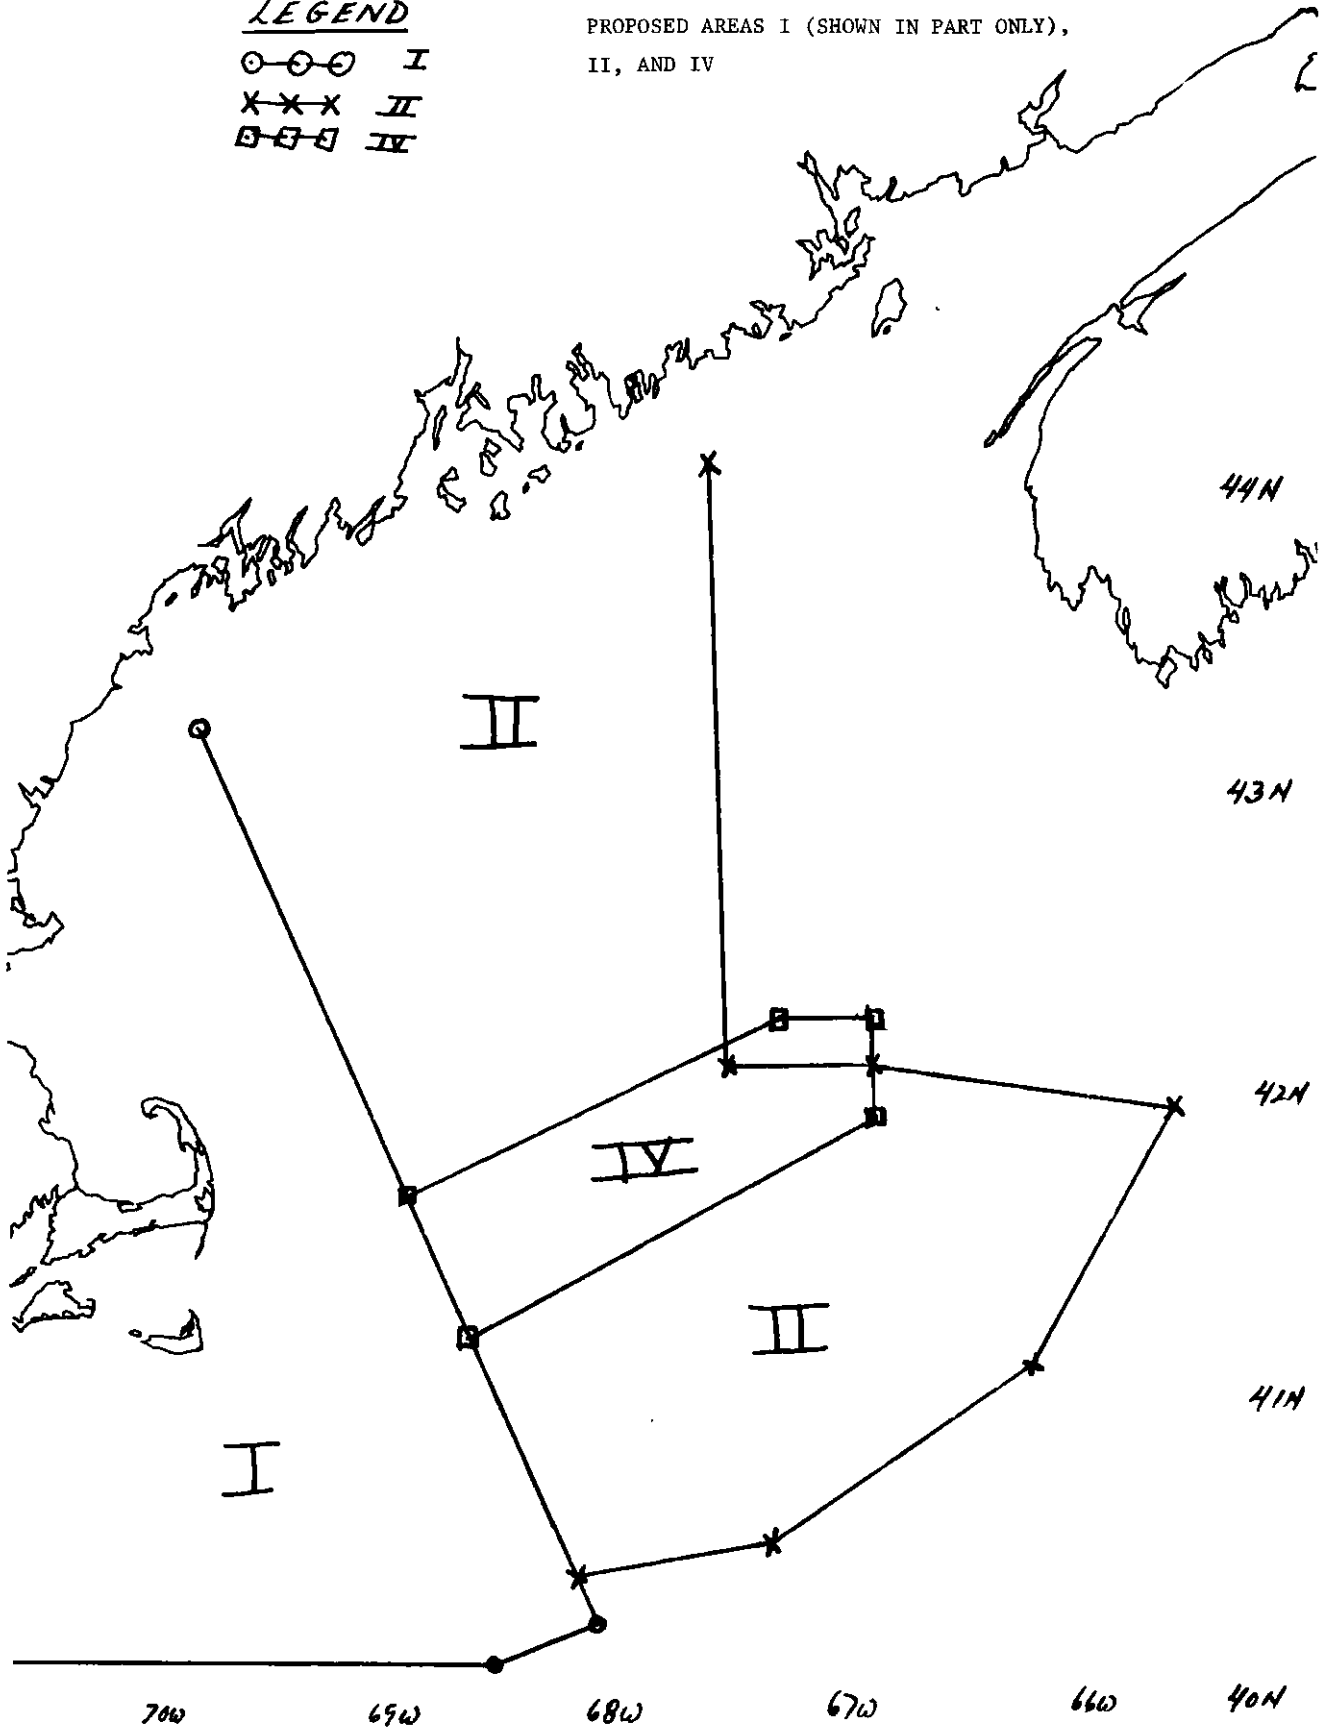 LEGEND
I
II
IV
PROPOSED AREAS I (SHOWN IN PART ONLY),
II, AND IV
44N
II
43N
42N
IV
II
41N
I
70W 69W 68W 67W 66W 40N